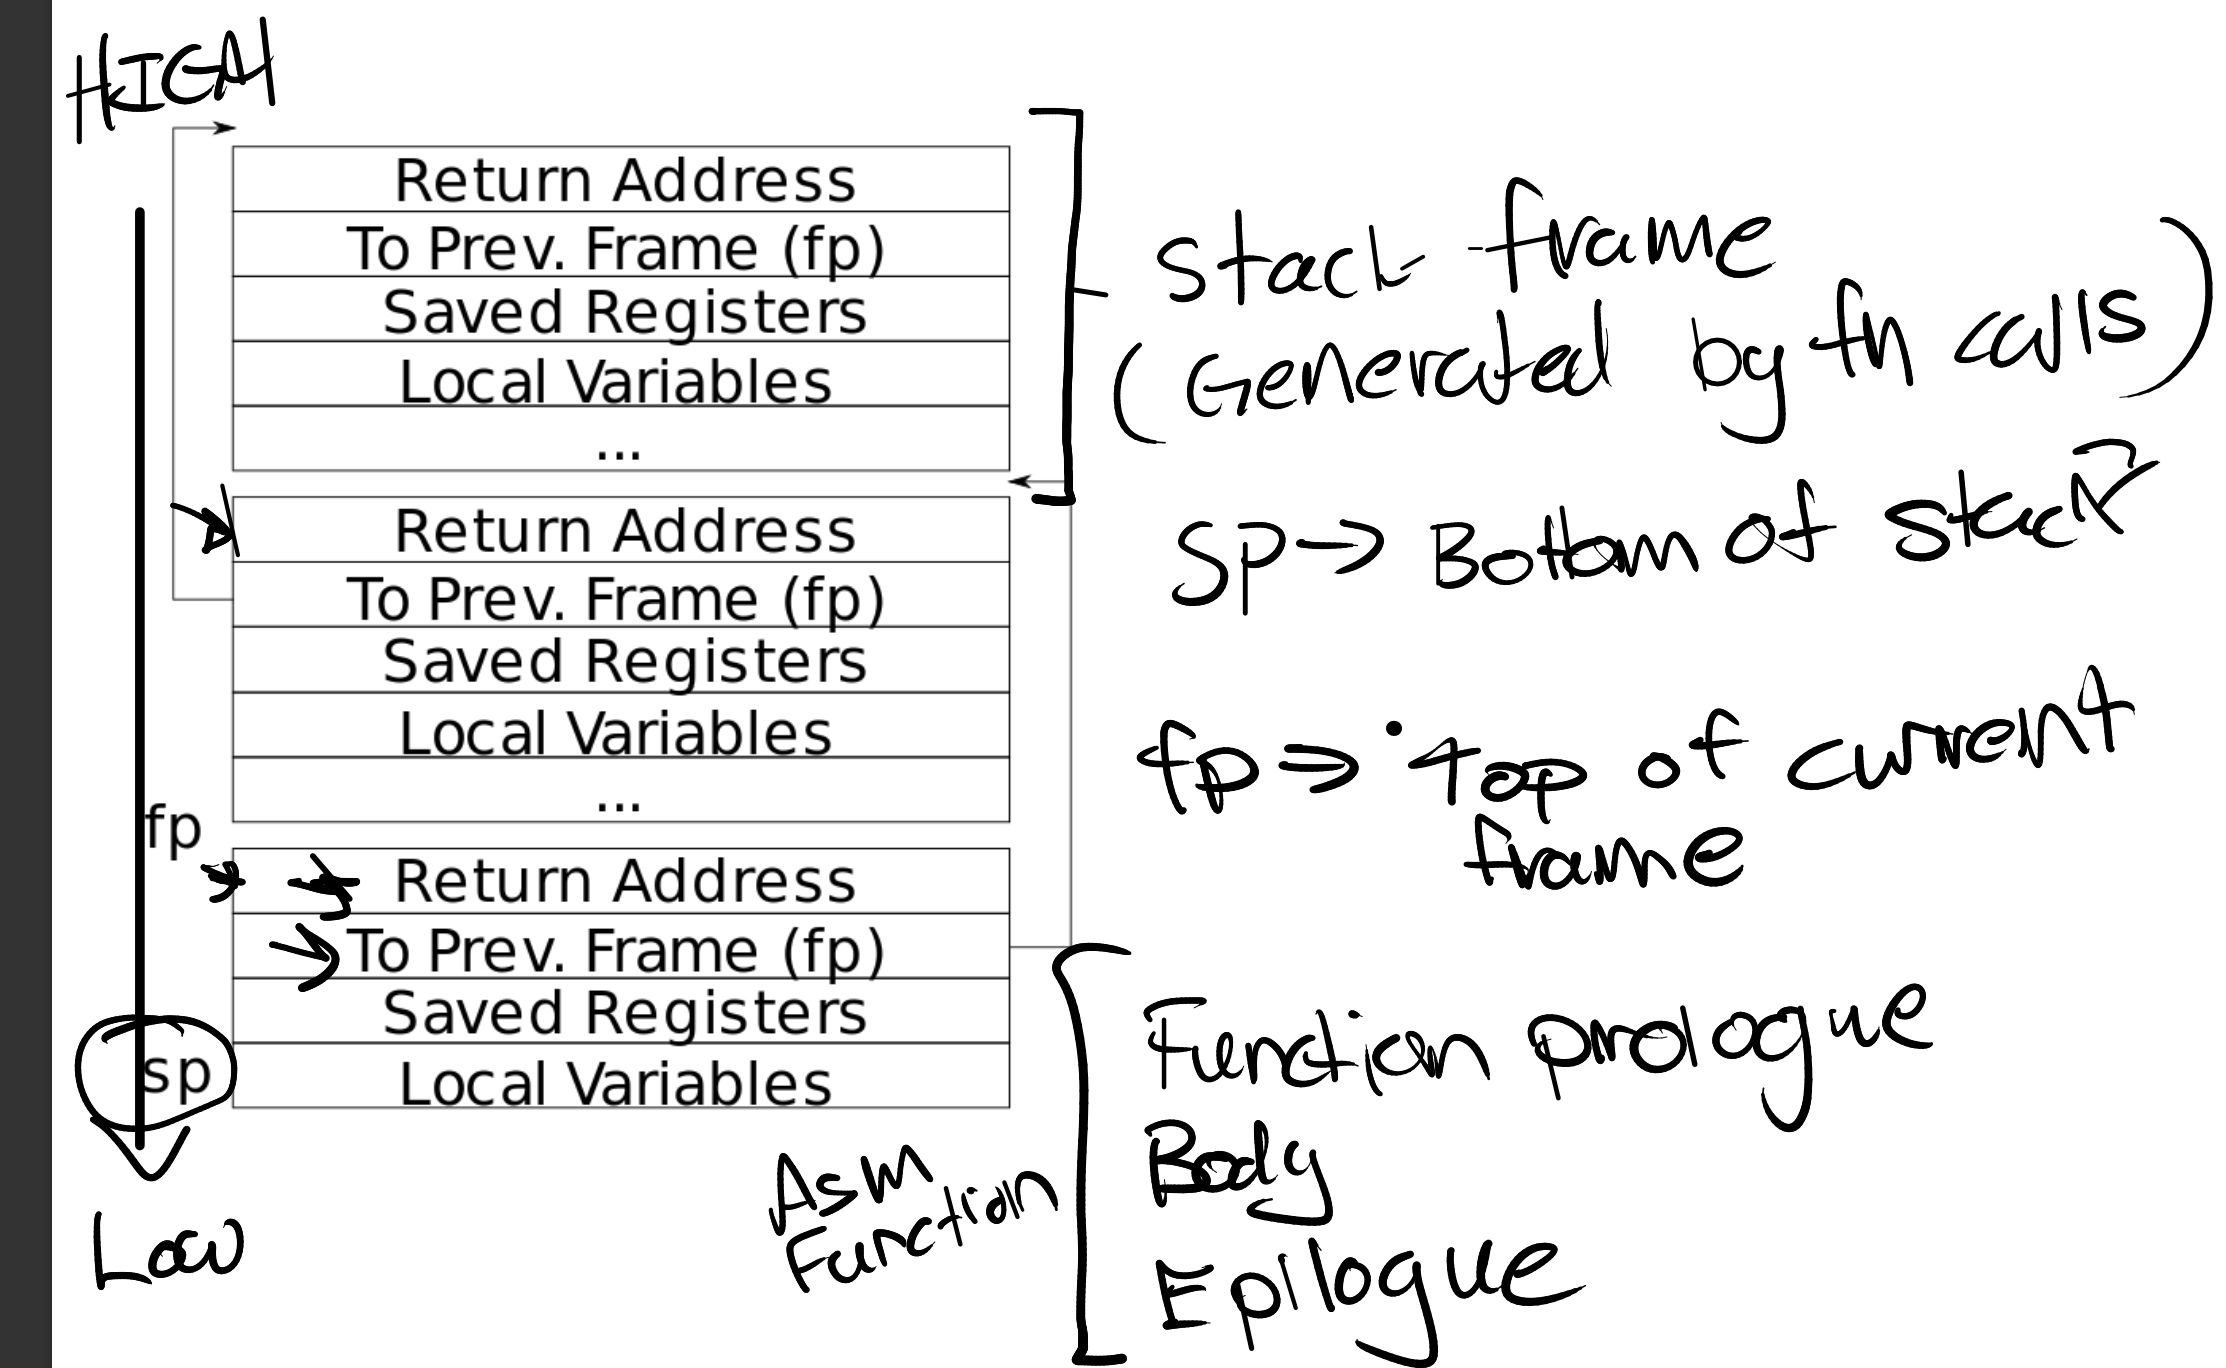 HIGH
Return Address
To Prev. Frame (fp)
Saved Registers
Local Variables
...
Return Address
To Prev. Frame (fp)
Saved Registers
Local Variables
...
fp
Return Address
To Prev. Frame (fp)
Saved Registers
sp
Local Variables
Low
Stack frame
(Generated by fn calls)
Sp → Bottom of stack
fp ⇒ Top of current
frame
Asm
Function
Function prologue
Body
Epilogue